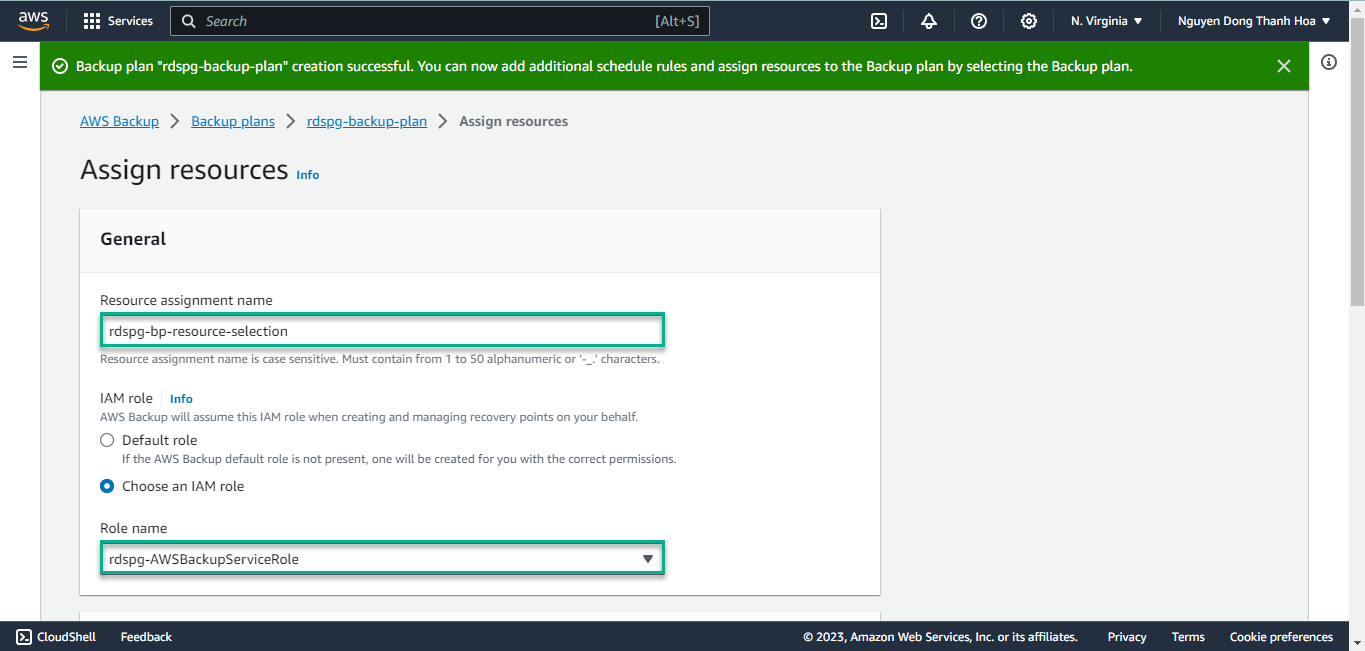 aws
Services
Search
[Alt+S]
N. Virginia
Nguyen Dong Thanh Hoa
Backup plan "rdspg-backup-plan" creation successful. You can now add additional schedule rules and assign resources to the Backup plan by selecting the Backup plan.
AWS Backup
Backup plans
rdspg-backup-plan
Assign resources
Assign resources Info
General
Resource assignment name
rdspg-bp-resource-selection
Resource assignment name is case sensitive. Must contain from 1 to 50 alphanumeric or '-_.' characters.
IAM role Info
AWS Backup will assume this IAM role when creating and managing recovery points on your behalf.
Default role
If the AWS Backup default role is not present, one will be created for you with the correct permissions.
Choose an IAM role
Role name
rdspg-AWSBackupServiceRole
CloudShell
Feedback
© 2023, Amazon Web Services, Inc. or its affiliates.
Privacy
Terms
Cookie preferences